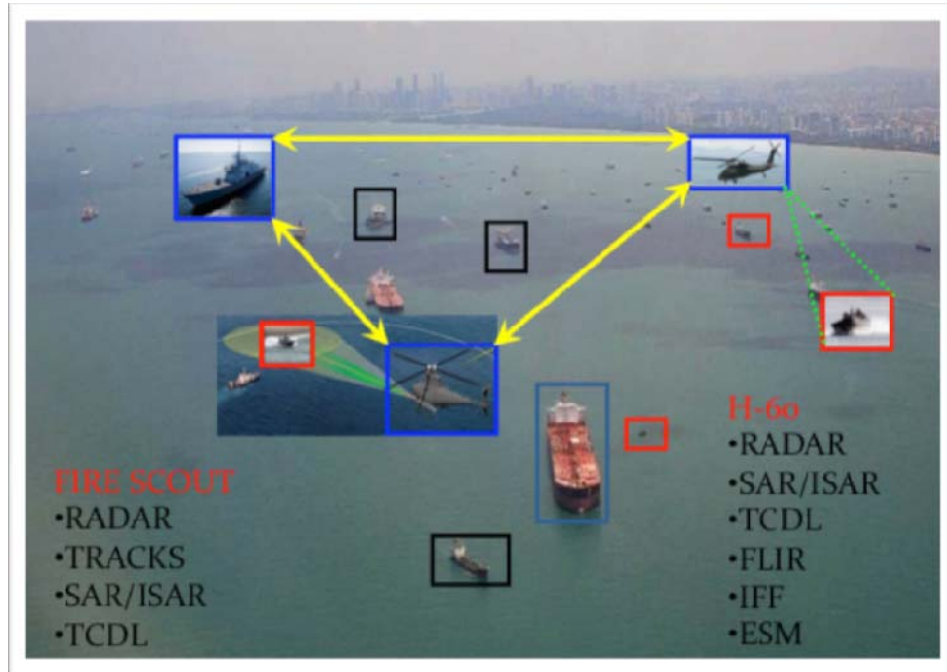 FIRE SCOUT
•RADAR
•TRACKS
•SAR/ISAR
•TCDL
H-60
•RADAR
•SAR/ISAR
•TCDL
•FLIR
•IFF
•ESM